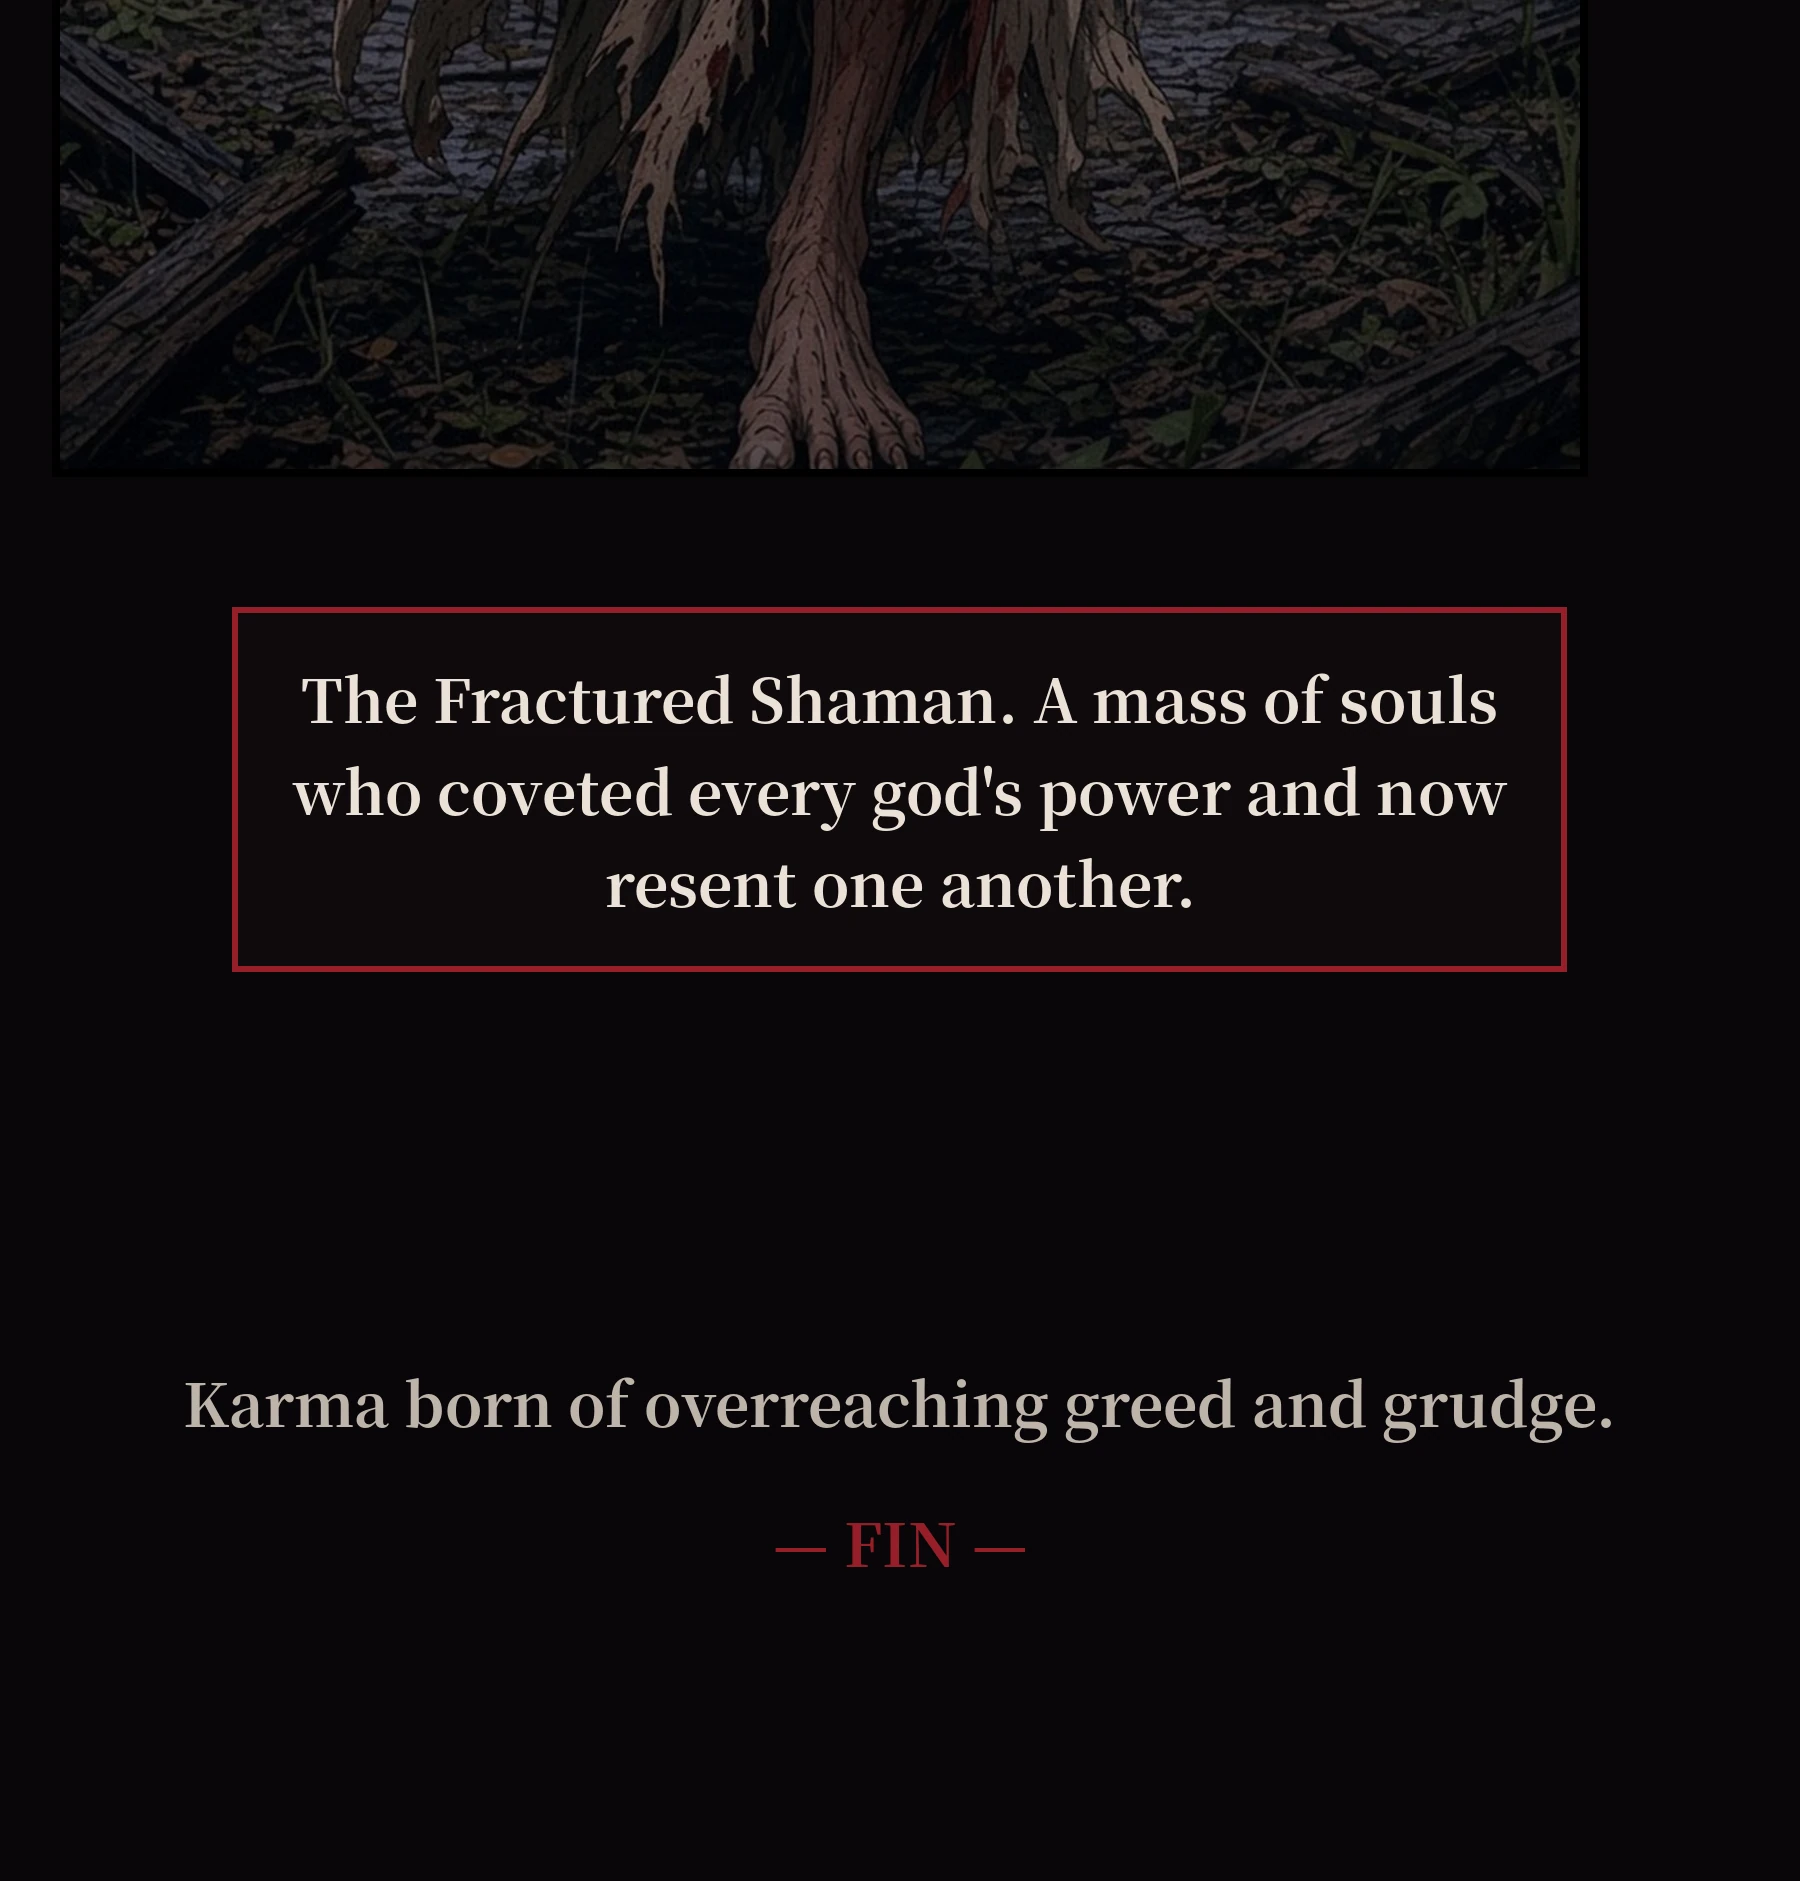 The Fractured Shaman. A mass of souls
who coveted every god's power and now
resent one another.
Karma born of overreaching greed and grudge.
— FIN —